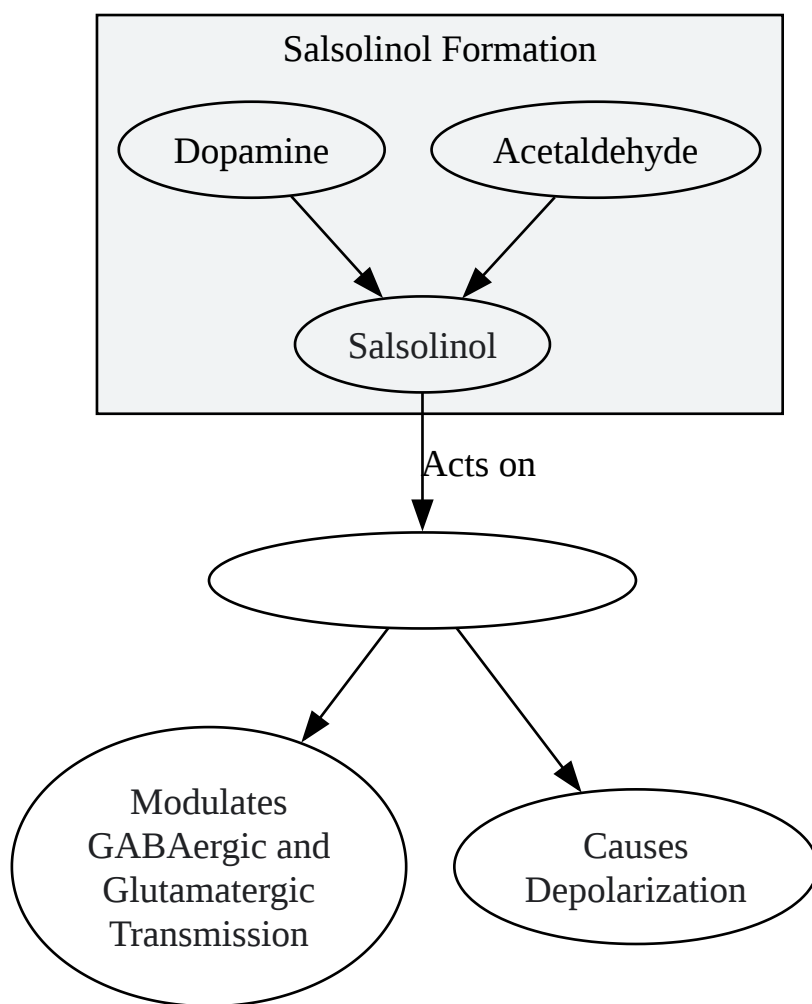 Salsolinol Formation
Dopamine
Acetaldehyde
Salsolinol
Acts on
Modulates
GABAergic and
Glutamatergic
Transmission
Causes
Depolarization